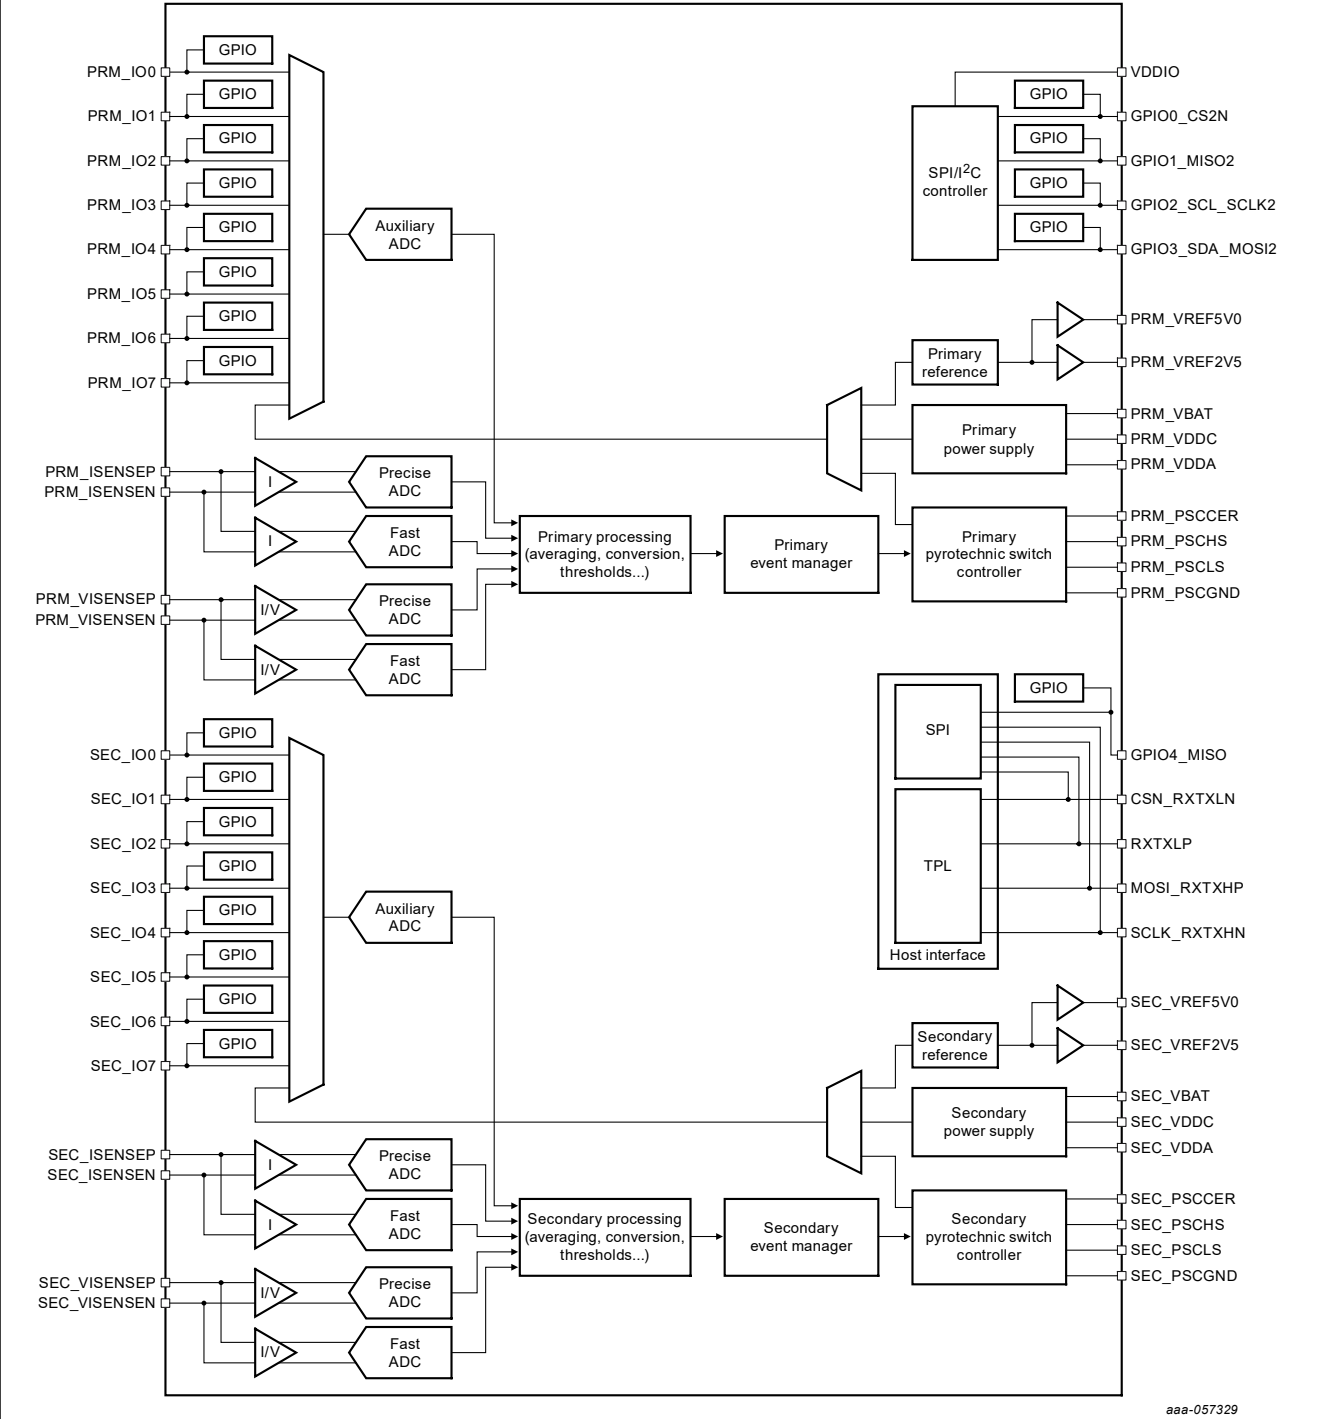 GPIO
PRM_IO0
GPIO
PRM_IO1
GPIO
PRM_IO2
GPIO
PRM_IO3
GPIO
PRM_IO4
GPIO
PRM_IO5
GPIO
PRM_IO6
GPIO
PRM_IO7
Auxiliary
ADC
VDDIO
GPIO
GPIO0_CS2N
GPIO
GPIO1_MISO2
SPI/I2C
controller
GPIO
GPIO2_SCL_SCLK2
GPIO
GPIO3_SDA_MOSI2
PRM_VREF5V0
Primary
reference
PRM_VREF2V5
PRM_VBAT
Primary
power supply
PRM_VDDC
PRM_VDDA
PRM_ISENSEP
PRM_ISENSEN
I
Precise
ADC
I
Fast
ADC
PRM_VISENSEP
PRM_VISENSEN
I/V
Precise
ADC
I/V
Fast
ADC
Primary processing
(averaging, conversion,
thresholds...)
Primary
event manager
Primary
pyrotechnic switch
controller
PRM_PSCCER
PRM_PSCHS
PRM_PSCLS
PRM_PSCGND
GPIO
SPI
GPIO4_MISO
CSN_RXTXLN
RXTXLP
TPL
MOSI_RXTXHP
SCLK_RXTXHN
Host interface
GPIO
SEC_IO0
GPIO
SEC_IO1
GPIO
SEC_IO2
GPIO
SEC_IO3
GPIO
SEC_IO4
GPIO
SEC_IO5
GPIO
SEC_IO6
GPIO
SEC_IO7
Auxiliary
ADC
SEC_VREF5V0
Secondary
reference
SEC_VREF2V5
SEC_VBAT
Secondary
power supply
SEC_VDDC
SEC_VDDA
SEC_ISENSEP
SEC_ISENSEN
I
Precise
ADC
I
Fast
ADC
SEC_VISENSEP
SEC_VISENSEN
I/V
Precise
ADC
I/V
Fast
ADC
Secondary processing
(averaging, conversion,
thresholds...)
Secondary
event manager
Secondary
pyrotechnic switch
controller
SEC_PSCCER
SEC_PSCHS
SEC_PSCLS
SEC_PSCGND
aaa-057329